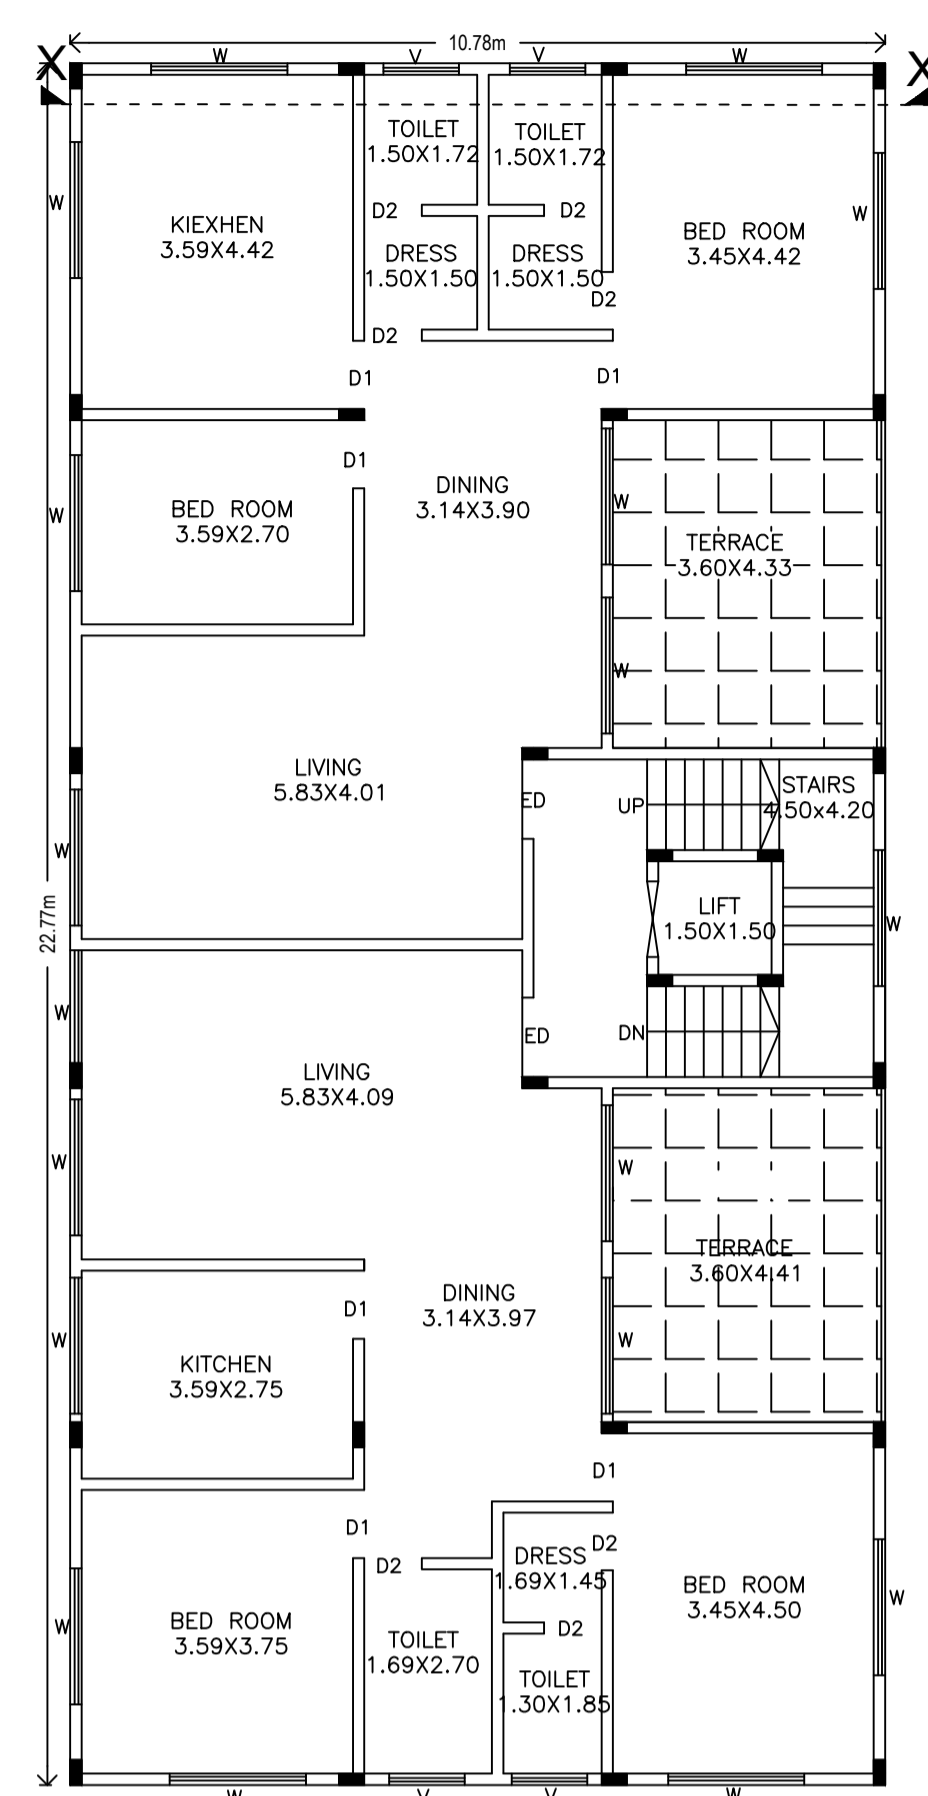 10.78m
X
X
W
V
V
W
TOILET
1.50X1.72
TOILET
1.50X1.72
W
KIEXHEN
3.59X4.42
D2
D2
W
BED ROOM
3.45X4.42
DRESS
1.50X1.50
DRESS
1.50X1.50
D2
D2
D1
D1
D1
W
BED ROOM
3.59X2.70
DINING
3.14X3.90
W
TERRACE
3.60X4.33
W
LIVING
5.83X4.01
ED
UP
STAIRS
4.50x4.20
W
22.77m
LIFT
1.50X1.50
W
W
ED
DN
LIVING
5.83X4.09
W
W
TERRACE
3.60X4.41
DINING
3.14X3.97
D1
W
W
KITCHEN
3.59X2.75
D1
D1
D2
D2
DRESS
1.69X1.45
BED ROOM
3.45X4.50
W
W
BED ROOM
3.59X3.75
D2
TOILET
1.69X2.70
TOILET
1.30X1.85
W
V
V
W